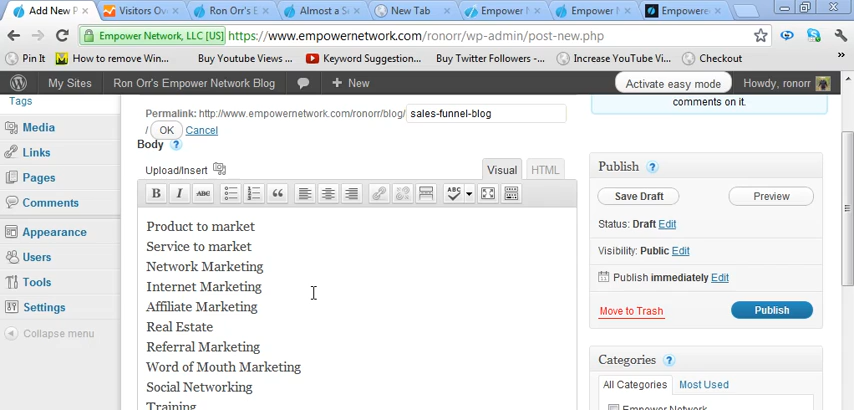 Add New P
Visitors Ov
Ron Orr's E
Almost a S
New Tab
Empower
Empower
Empower
Empower Network, LLC [US]
https://www.empowernetwork.com/ronorr/wp-admin/post-new.php
Pin It
How to remove Win...
Buy Youtube Views ...
Keyword Suggestion...
Buy Twitter Followe...
Increase YouTube Vi...
Checkout
My Sites
Ron Orr's Empower Network Blog
+ New
Activate easy mode
Howdy, ronorr
Tags
Media
Links
Pages
Comments
Appearance
Users
Tools
Settings
Collapse menu
Permalink: http://www.empowernetwork.com/ronorr/blog/ sales-funnel-blog
/ OK Cancel
Body ?
Upload/Insert
Visual
HTML
B I ABC
ABC
Product to market
Service to market
Network Marketing
Internet Marketing
Affiliate Marketing
Real Estate
Referral Marketing
Word of Mouth Marketing
Social Networking
Training
comments on it.
Publish ?
Save Draft
Preview
Status: Draft Edit
Visibility: Public Edit
Publish immediately Edit
Move to Trash
Publish
Categories ?
All Categories
Most Used
Empower Network